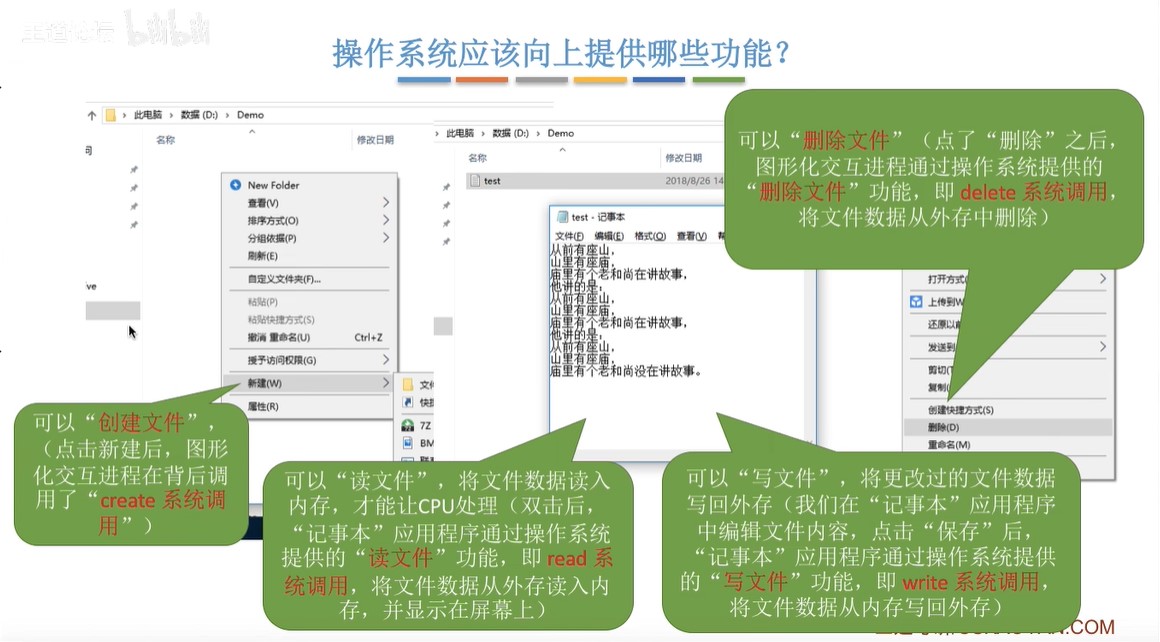 王道论坛 bilibili
操作系统应该向上提供哪些功能？
此电脑 › 数据 (D:) › Demo
名称
修改日期
New Folder
查看(V)
排序方式(O)
分组依据(P)
刷新(E)
自定义文件夹(F)...
粘贴(P)
粘贴快捷方式(S)
撤消 重命名(U) Ctrl+Z
授予访问权限(G)
新建(W)
属性(R)
7Z
BM
ve
此电脑 › 数据 (D:) › Demo
名称
修改日期
test
2018/8/26 14
test - 记事本
文件(F) 编辑(E) 格式(O) 查看(V)
从前有座山，
山里有座庙，
庙里有个老和尚在讲故事，
他讲的是：
从前有座山，
山里有座庙，
庙里有个老和尚在讲故事，
他讲的是：
从前有座山，
山里有座庙，
庙里有个老和尚没在讲故事。
打开方式
上传到W
还原以前
发送到
剪切(T
复制(
创建快捷方式(S)
删除(D)
重命名(M)
可以“创建文件”，
（点击新建后，图形
化交互进程在背后调
用了“create 系统调
用”）
可以“读文件”，将文件数据读入
内存，才能让CPU处理（双击后，
“记事本”应用程序通过操作系统
提供的“读文件”功能，即 read 系
统调用，将文件数据从外存读入内
存，并显示在屏幕上）
可以“写文件”，将更改过的文件数据
写回外存（我们在“记事本”应用程序
中编辑文件内容，点击“保存”后，
“记事本”应用程序通过操作系统提供
的“写文件”功能，即 write 系统调用，
将文件数据从内存写回外存）
可以“删除文件”（点了“删除”之后，
图形化交互进程通过操作系统提供的
“删除文件”功能，即 delete 系统调用，
将文件数据从外存中删除）